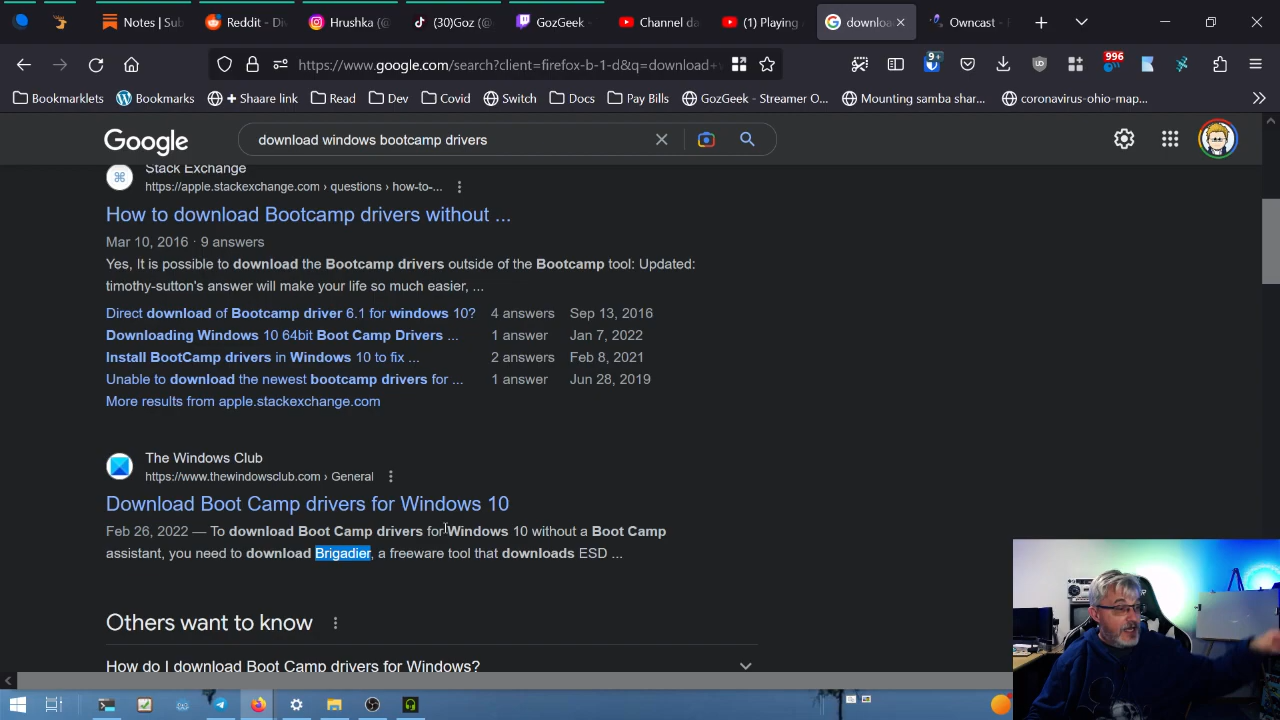 Notes | Sub
Reddit - Div
Hrushka (@
(30)Goz (@
GozGeek -
Channel da
(1) Playing
downloa
Owncast - F
https://www.google.com/search?client=firefox-b-1-d&q=download+
9+
UD
996
Bookmarklets
Bookmarks
+ Shaare link
Read
Dev
Covid
Switch
Docs
Pay Bills
GozGeek - Streamer O...
Mounting samba shar...
coronavirus-ohio-map...
Google
download windows bootcamp drivers
Stack Exchange
https://apple.stackexchange.com › questions › how-to-...
How to download Bootcamp drivers without ...
Mar 10, 2016 · 9 answers
Yes, It is possible to download the Bootcamp drivers outside of the Bootcamp tool: Updated:
timothy-sutton's answer will make your life so much easier, ...
Direct download of Bootcamp driver 6.1 for windows 10? 4 answers Sep 13, 2016
Downloading Windows 10 64bit Boot Camp Drivers ... 1 answer Jan 7, 2022
Install BootCamp drivers in Windows 10 to fix ... 2 answers Feb 8, 2021
Unable to download the newest bootcamp drivers for ... 1 answer Jun 28, 2019
More results from apple.stackexchange.com
The Windows Club
https://www.thewindowsclub.com › General
Download Boot Camp drivers for Windows 10
Feb 26, 2022 — To download Boot Camp drivers for Windows 10 without a Boot Camp
assistant, you need to download Brigadier, a freeware tool that downloads ESD ...
Others want to know
How do I download Boot Camp drivers for Windows?